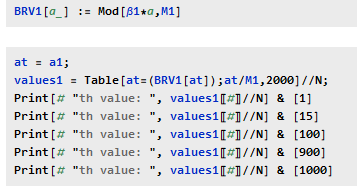 BRV1[a_] := Mod[β1*a,M1]
at = a1;
values1 = Table[at=(BRV1[at]);at/M1,2000]//N;
Print[# "th value: ", values1〚#〛//N] & [1]
Print[# "th value: ", values1〚#〛//N] & [15]
Print[# "th value: ", values1〚#〛//N] & [100]
Print[# "th value: ", values1〚#〛//N] & [900]
Print[# "th value: ", values1〚#〛//N] & [1000]